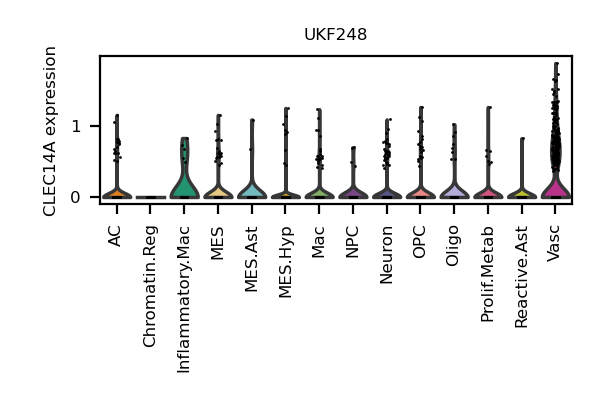 UKF248
CLEC14A expression
1
0
AC
Chromatin.Reg
Inflammatory.Mac
MES
MES.Ast
MES.Hyp
Mac
NPC
Neuron
OPC
Oligo
Prolif.Metab
Reactive.Ast
Vasc